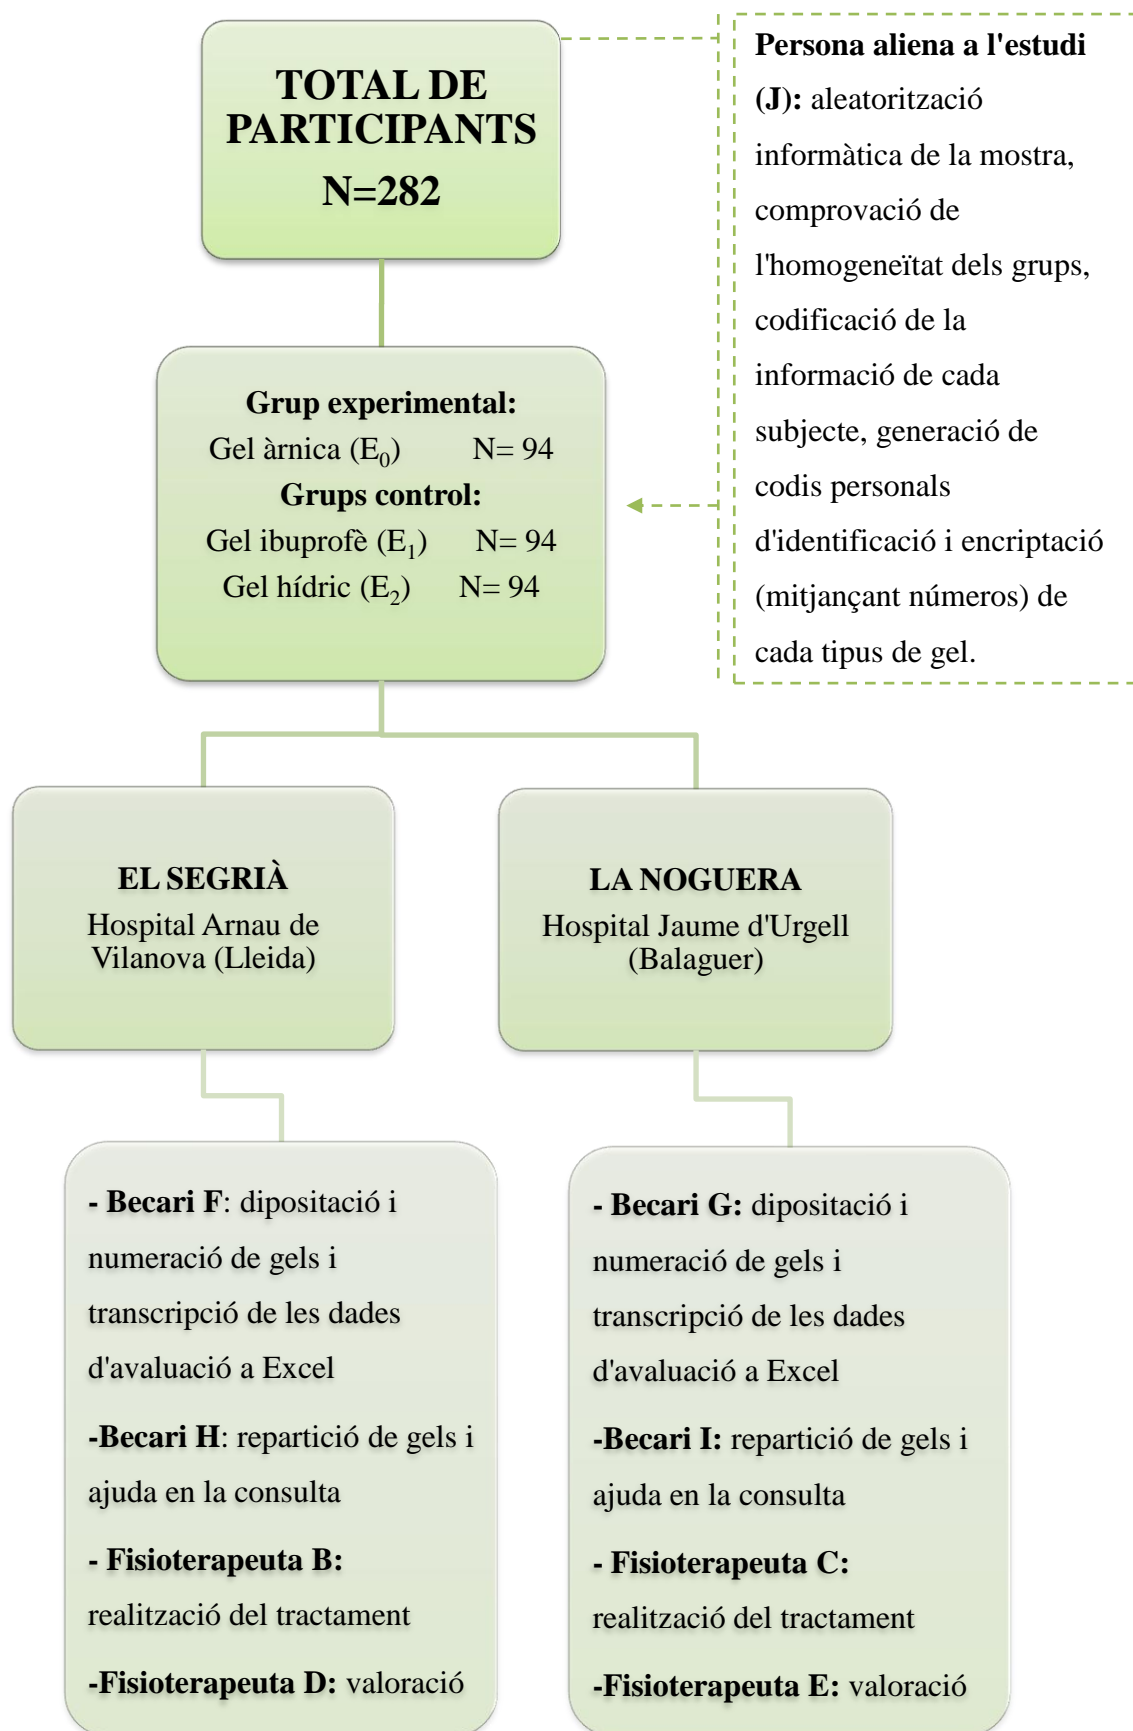 TOTAL DE
PARTICIPANTS
N=282
Persona aliena a l'estudi
(J): aleatorització
informàtica de la mostra,
comprovació de
l'homogeneïtat dels grups,
codificació de la
informació de cada
subjecte, generació de
codis personals
d'identificació i encriptació
(mitjançant números) de
cada tipus de gel.
Grup experimental:
Gel àrnica (E₀) N= 94
Grups control:
Gel ibuprofè (E₁) N= 94
Gel hídric (E₂) N= 94
EL SEGRIÀ
Hospital Arnau de
Vilanova (Lleida)
LA NOGUERA
Hospital Jaume d'Urgell
(Balaguer)
- Becari F: dipositació i
numeració de gels i
transcripció de les dades
d'avaluació a Excel
-Becari H: repartició de gels i
ajuda en la consulta
- Fisioterapeuta B:
realització del tractament
-Fisioterapeuta D: valoració
- Becari G: dipositació i
numeració de gels i
transcripció de les dades
d'avaluació a Excel
-Becari I: repartició de gels i
ajuda en la consulta
- Fisioterapeuta C:
realització del tractament
-Fisioterapeuta E: valoració